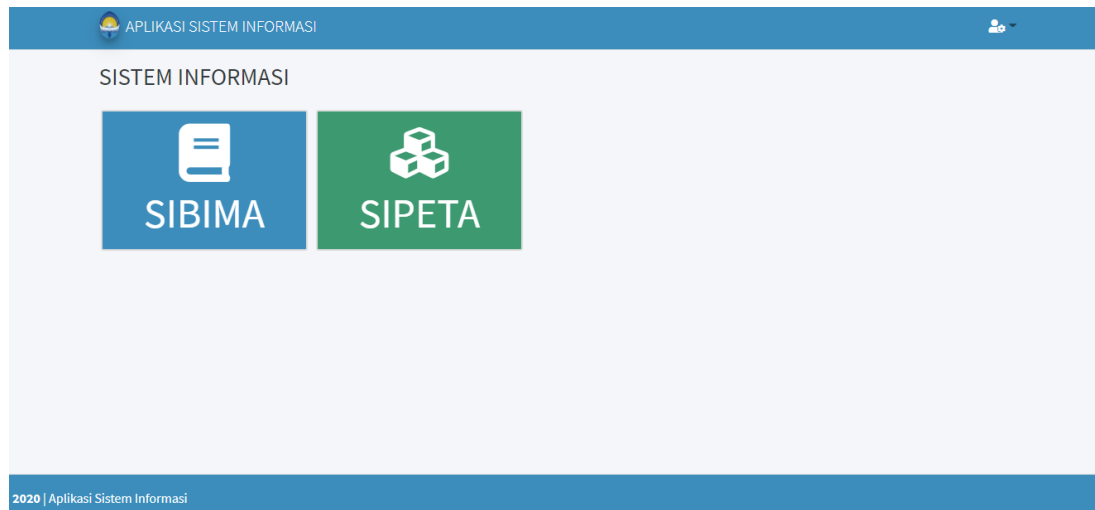 APLIKASI SISTEM INFORMASI
SISTEM INFORMASI
SIBIMA
SIPETA
2020 | Aplikasi Sistem Informasi